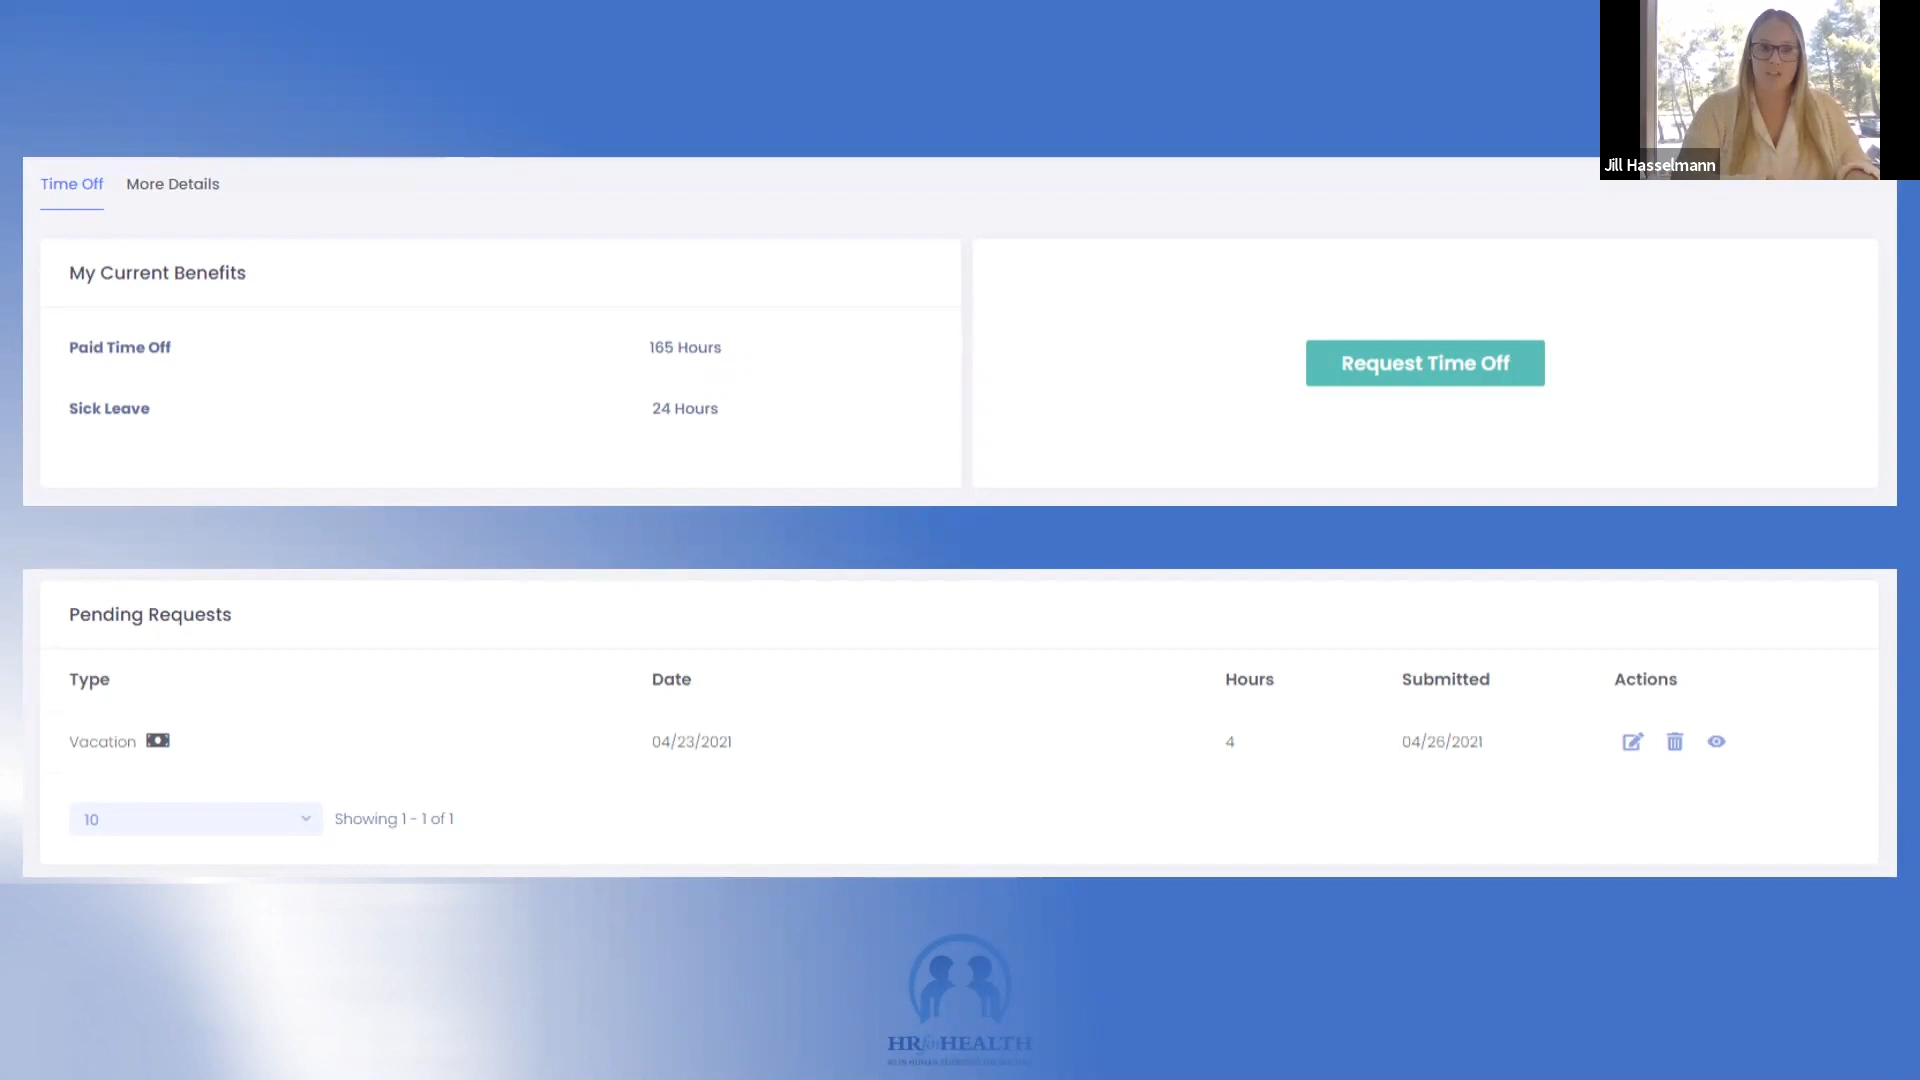 Jill Hasselmann
Time Off More Details
My Current Benefits
Paid Time Off 165 Hours
Sick Leave 24 Hours
Request Time Off
Pending Requests
Type Date Hours Submitted Actions
Vacation 04/23/2021 4 04/26/2021
10 Showing 1 - 1 of 1
HR for HEALTH